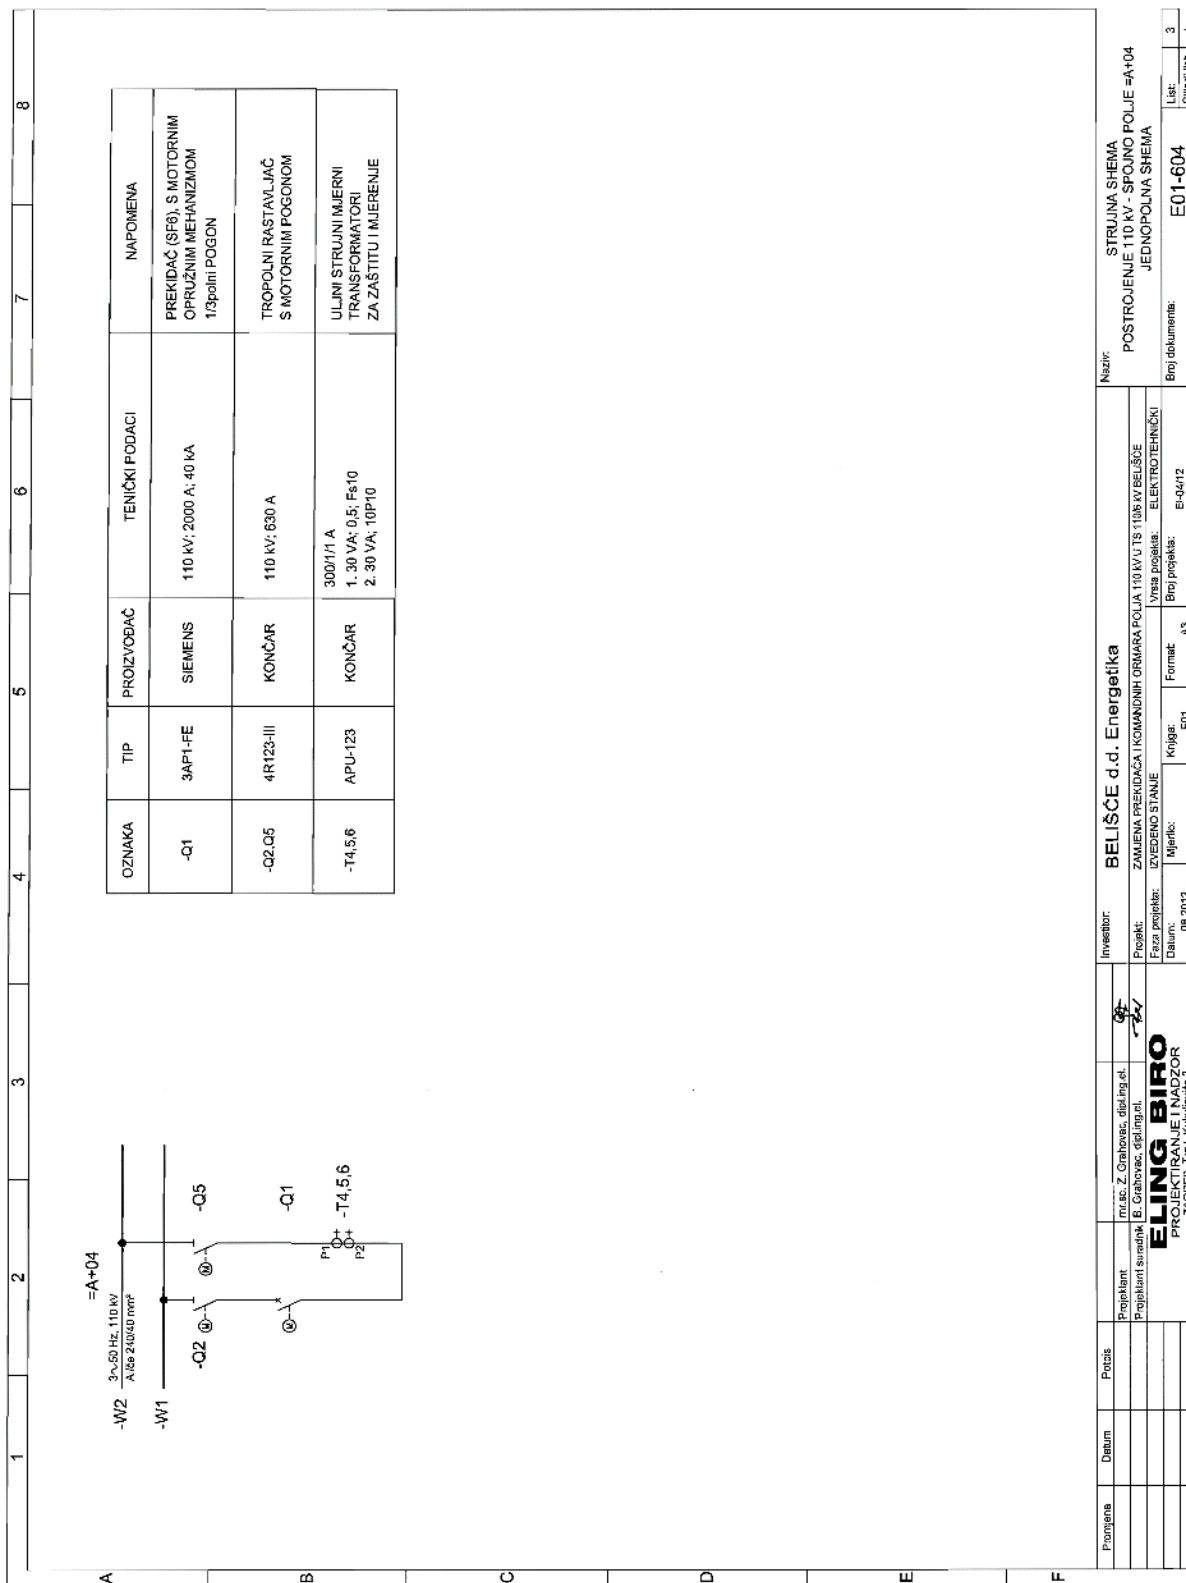 1 2 3 4 5 6 7 8
A
B
C
D
E
F
=A+04
-W2
3~50 Hz, 110 kV
Al/če 240/40 mm²
-W1
-Q2
-Q5
-Q1
P1
P2
-T4,5,6
M
M
M
OZNAKA TIP PROIZVOĐAČ TENIČKI PODACI NAPOMENA
-Q1 3AP1-FE SIEMENS 110 kV; 2000 A; 40 kA PREKIDAČ (SF6), S MOTORNIM
OPRUŽNIM MEHANIZMOM
1/3polni POGON
-Q2,Q5 4R123-III KONČAR 110 kV; 630 A TROPOLNI RASTAVLJAČ
S MOTORNIM POGONOM
-T4,5,6 APU-123 KONČAR 300/1/1 A
1. 30 VA; 0,5; Fs10
2. 30 VA; 10P10
ULJNI STRUJNI MJERNI
TRANSFORMATORI
ZA ZAŠTITU I MJERENJE
Promjena Datum Potpis
Projektant mr.sc. Z. Grahovac, dipl.ing.el.
Projektant suradnik B. Grahovac, dipl.ing.el.
ELING BIRO
PROJEKTIRANJE I NADZOR
Investitor: BELIŠĆE d.d. Energetika
Projekt: ZAMJENA PREKIDAČA I KOMANDNIH ORMARA POLJA 110 kV U TS 110/6 kV BELIŠĆE
Faza projekta: IZVEDENO STANJE Vrsta projekta: ELEKTROTEHNIČKI
Datum: 08.2012 Mjerilo: Knjiga: E01 Format: A3 Broj projekta: EI-04/12
Naziv: STRUJNA SHEMA
POSTROJENJE 110 kV - SPOJNO POLJE =A+04
JEDNOPOLNA SHEMA
Broj dokumenta: E01-604 List: 3